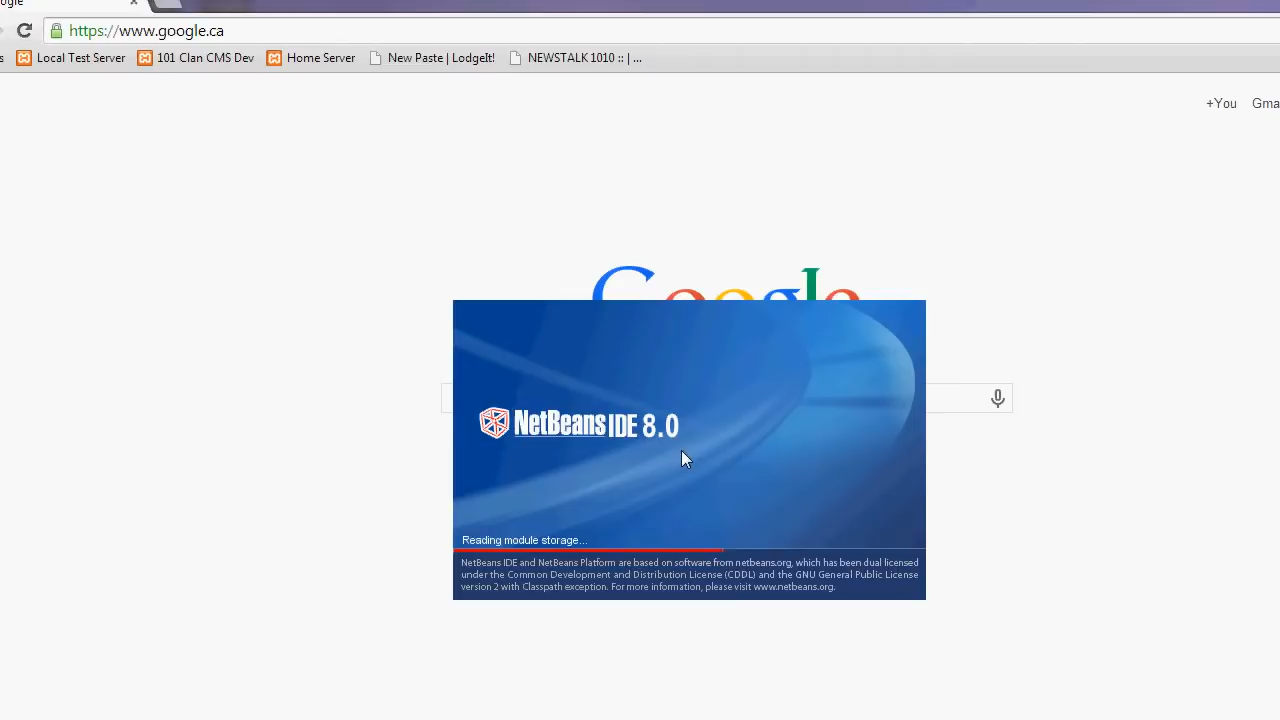 ogle
https://www.google.ca
s Local Test Server 101 Clan CMS Dev Home Server New Paste | LodgeIt! NEWSTALK 1010 :: | ...
+You Gma
Google
NetBeans IDE 8.0
Reading module storage...
NetBeans IDE and NetBeans Platform are based on software from netbeans.org, which has been dual licensed
under the Common Development and Distribution License (CDDL) and the GNU General Public License
version 2 with Classpath exception. For more information, please visit www.netbeans.org.